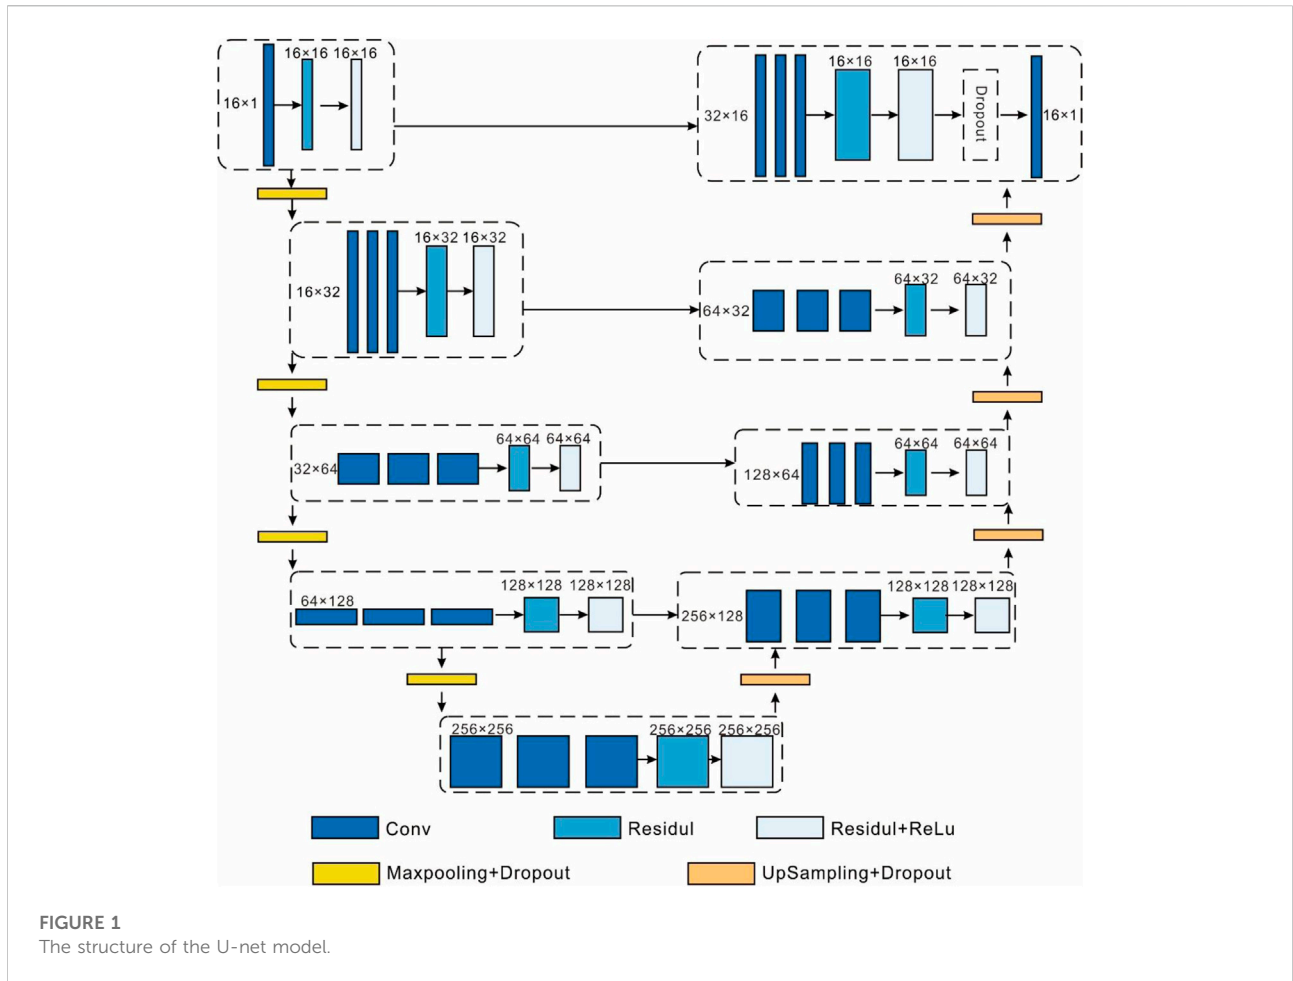 16×16 16×16
16×1
16×16 16×16
32×16
Dropout
16×1
16×32 16×32
16×32
64×32 64×32
64×32
64×64 64×64
32×64
64×64 64×64
128×64
128×128 128×128
64×128
128×128 128×128
256×128
256×256 256×256 256×256
Conv Residul Residul+ReLu
Maxpooling+Dropout UpSampling+Dropout
FIGURE 1
The structure of the U-net model.